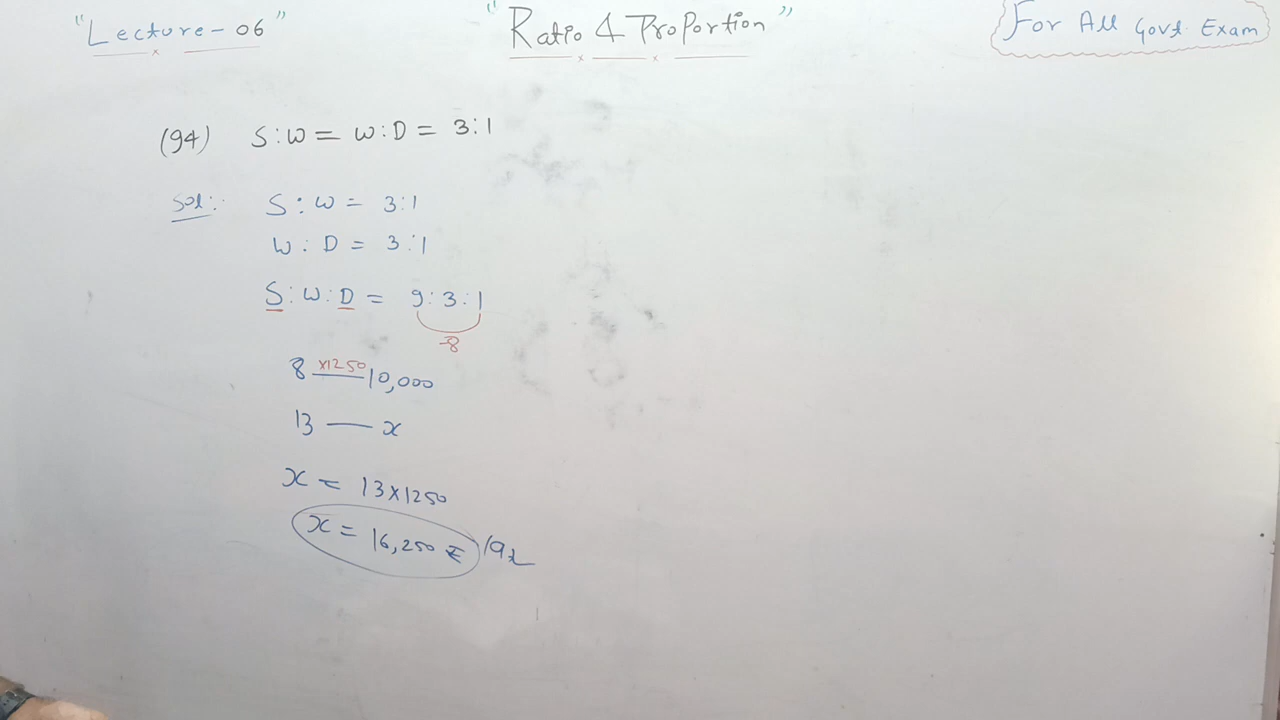 "Lecture-06"
"Ratio & Proportion"
For All Govt. Exam
(94) S:W = W:D = 3:1
Sol:- S:W = 3:1
W:D = 3:1
S:W:D = 9:3:1
8
8 ×1250 10,000
13 — x
x = 13×1250
x = 16,250 ₹